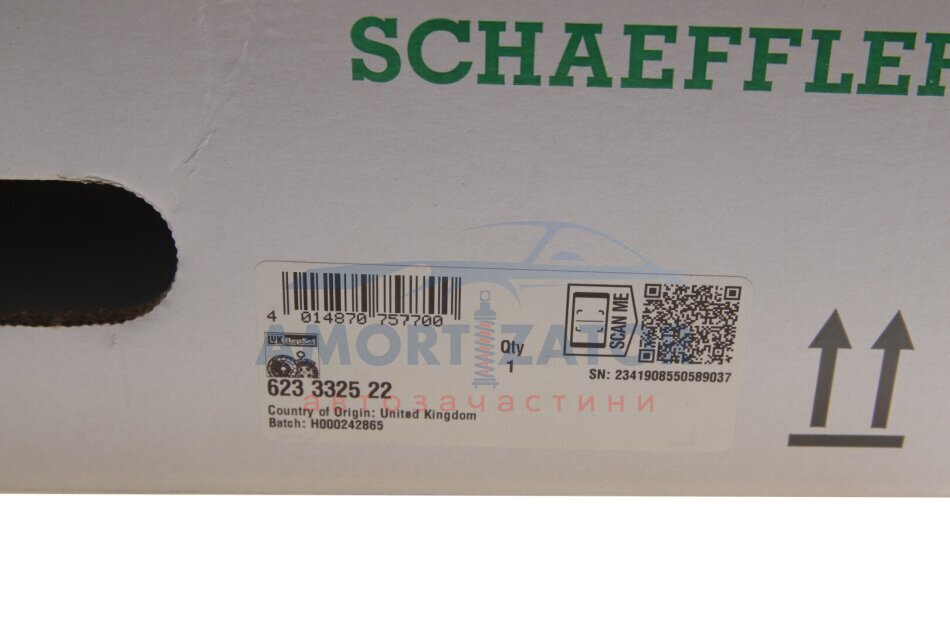 SCHAEFFLER
4 014870 757700
LuK RepSet
SCAN ME
Qty
1
SN: 2341908550589037
623 3325 22
Country of Origin: United Kingdom
Batch: H000242865
AMORTIZATOR
автозачастини